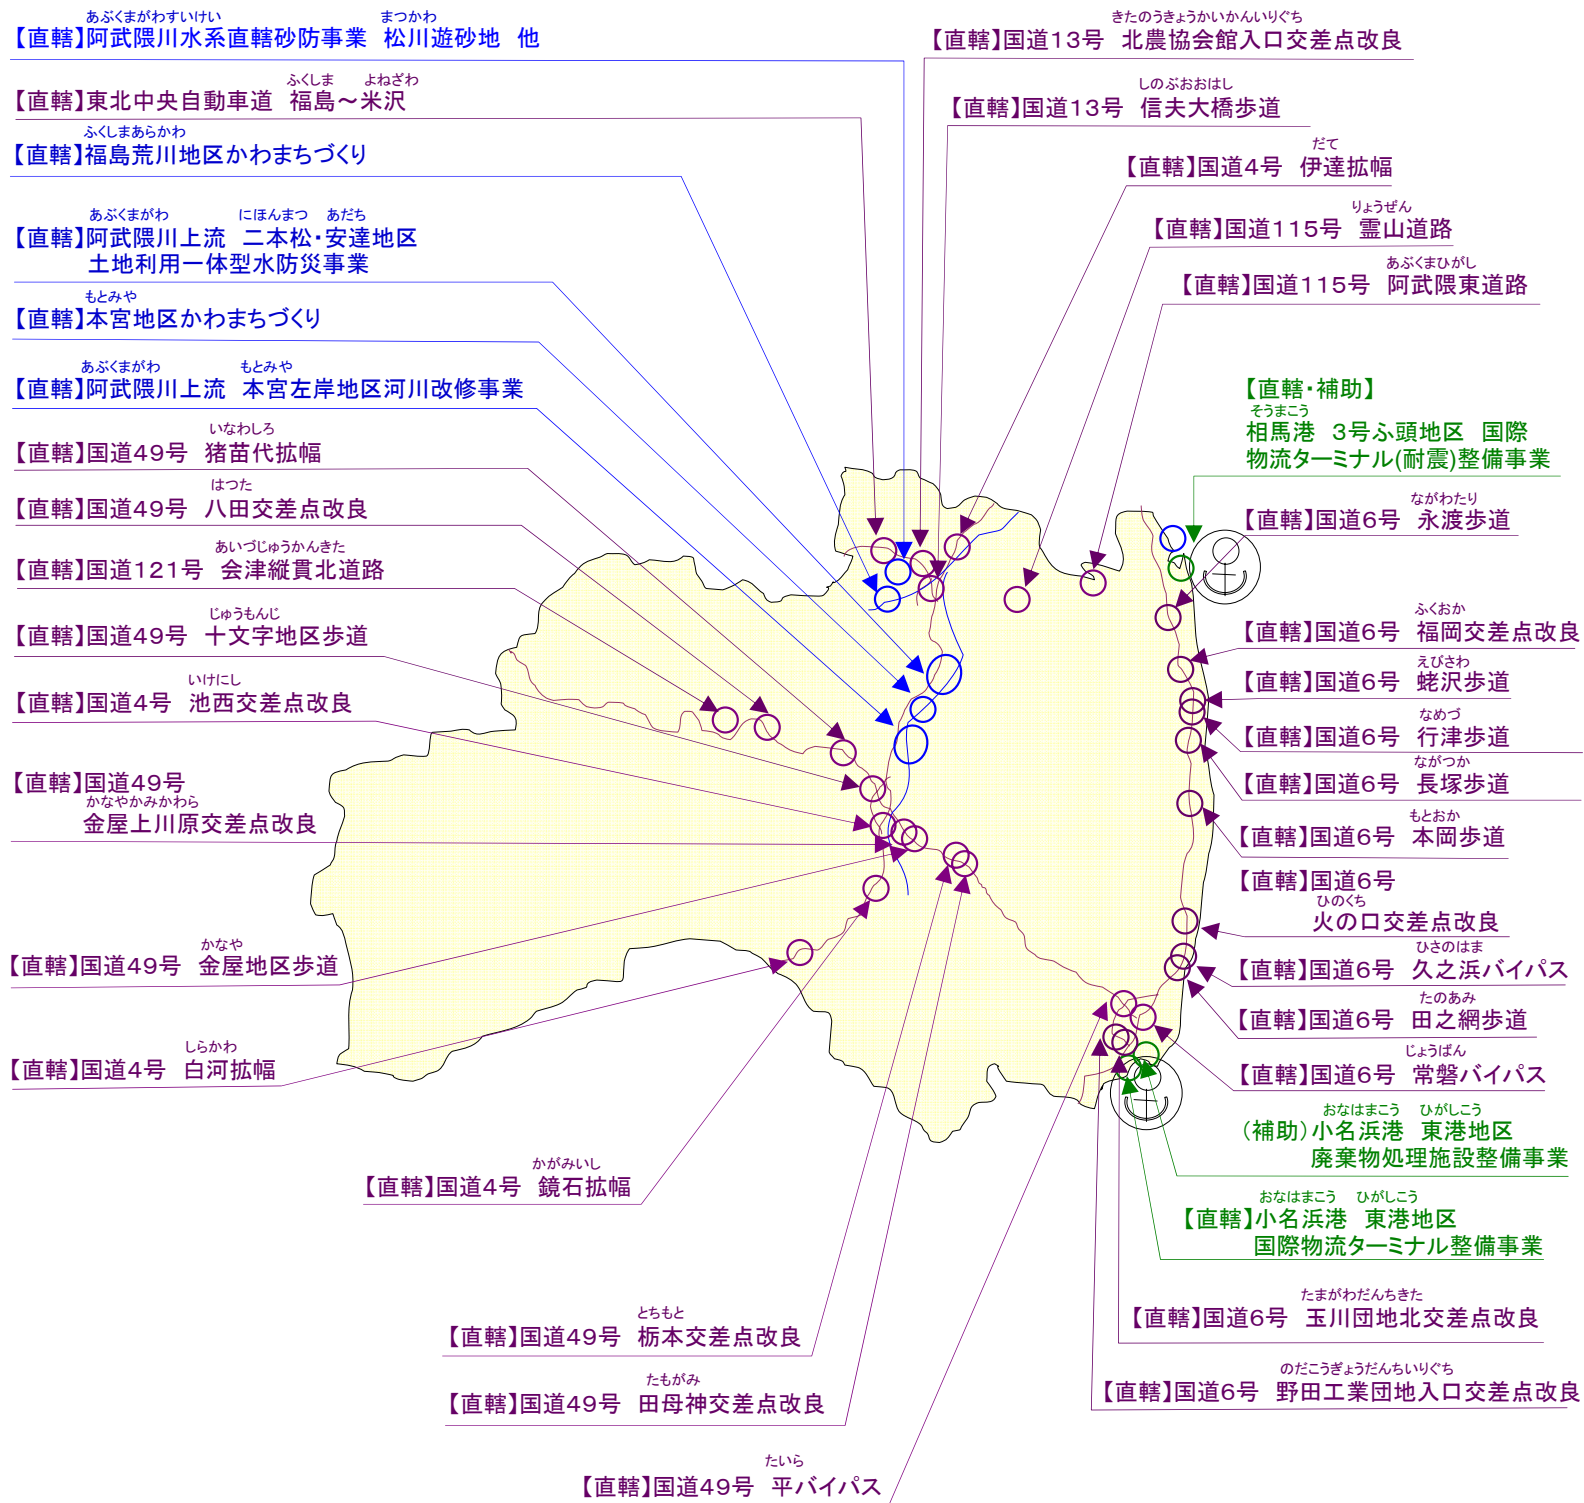 あぶくまがわすいけい　まつかわ
【直轄】阿武隈川水系直轄砂防事業　松川遊砂地　他
ふくしま　よねざわ
【直轄】東北中央自動車道　福島～米沢
ふくしまあらかわ
【直轄】福島荒川地区かわまちづくり
あぶくまがわ　にほんまつ　あだち
【直轄】阿武隈川上流　二本松・安達地区
土地利用一体型水防災事業
もとみや
【直轄】本宮地区かわまちづくり
あぶくまがわ　もとみや
【直轄】阿武隈川上流　本宮左岸地区河川改修事業
いなわしろ
【直轄】国道49号　猪苗代拡幅
はつた
【直轄】国道49号　八田交差点改良
あいづじゅうかんきた
【直轄】国道121号　会津縦貫北道路
じゅうもんじ
【直轄】国道49号　十文字地区歩道
いけにし
【直轄】国道4号　池西交差点改良
【直轄】国道49号
かなやかみかわら
金屋上川原交差点改良
かなや
【直轄】国道49号　金屋地区歩道
しらかわ
【直轄】国道4号　白河拡幅
かがみいし
【直轄】国道4号　鏡石拡幅
とちもと
【直轄】国道49号　栃本交差点改良
たもがみ
【直轄】国道49号　田母神交差点改良
たいら
【直轄】国道49号　平バイパス
きたのうきょうかいかんいりぐち
【直轄】国道13号　北農協会館入口交差点改良
しのぶおおはし
【直轄】国道13号　信夫大橋歩道
だて
【直轄】国道4号　伊達拡幅
りょうぜん
【直轄】国道115号　霊山道路
あぶくまひがし
【直轄】国道115号　阿武隈東道路
【直轄・補助】
そうまこう
相馬港　3号ふ頭地区　国際
物流ターミナル(耐震)整備事業
ながわたり
【直轄】国道6号　永渡歩道
ふくおか
【直轄】国道6号　福岡交差点改良
えびさわ
【直轄】国道6号　蛯沢歩道
なめづ
【直轄】国道6号　行津歩道
ながつか
【直轄】国道6号　長塚歩道
もとおか
【直轄】国道6号　本岡歩道
【直轄】国道6号
ひのくち
火の口交差点改良
ひさのはま
【直轄】国道6号　久之浜バイパス
たのあみ
【直轄】国道6号　田之網歩道
じょうばん
【直轄】国道6号　常磐バイパス
おなはまこう　ひがしこう
（補助）小名浜港　東港地区
廃棄物処理施設整備事業
おなはまこう　ひがしこう
【直轄】小名浜港　東港地区
国際物流ターミナル整備事業
たまがわだんちきた
【直轄】国道6号　玉川団地北交差点改良
のだこうぎょうだんちいりぐち
【直轄】国道6号　野田工業団地入口交差点改良